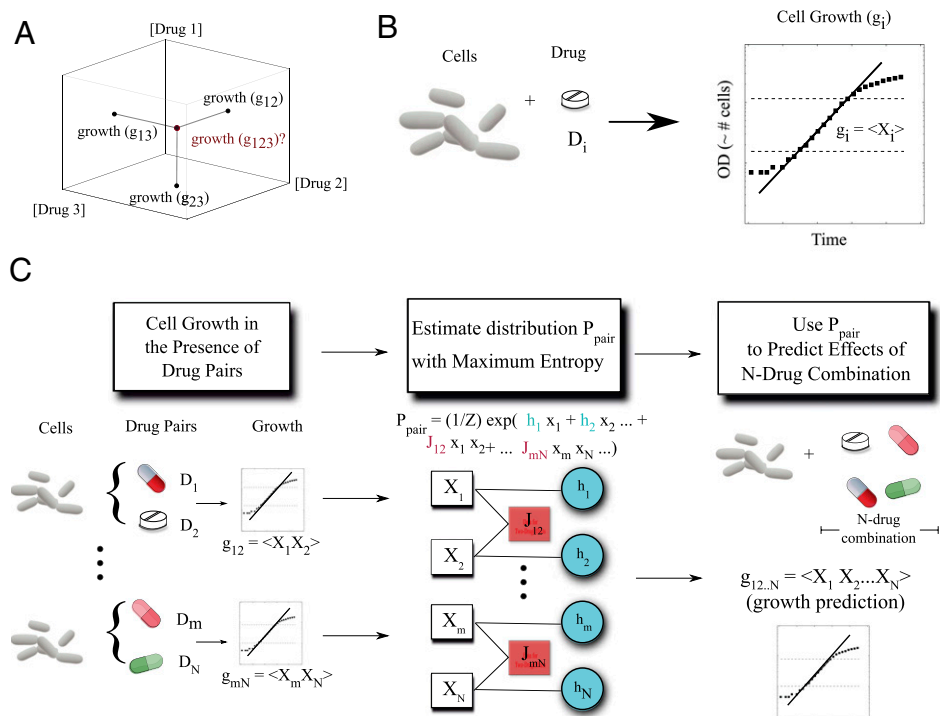 A
[Drug 1]
growth (g12)
growth (g13)
growth (g123)?
growth (g23)
[Drug 2]
[Drug 3]
B
Cells
Drug
+
Di
Cell Growth (gi)
OD (~ # cells)
gi = <Xi>
Time
C
Cell Growth in
the Presence of
Drug Pairs
Estimate distribution Ppair
with Maximum Entropy
Use Ppair
to Predict Effects of
N-Drug Combination
Cells
Drug Pairs
Growth
D1
D2
g12 = <X1X2>
Dm
DN
gmN = <XmXN>
Ppair = (1/Z) exp( h1 x1 + h2 x2 ... +
J12 x1 x2+ ... JmN xm xN ...)
X1
h1
J12
X2
h2
Xm
hm
JmN
XN
hN
+
N-drug
combination
g12..N = <X1 X2...XN>
(growth prediction)